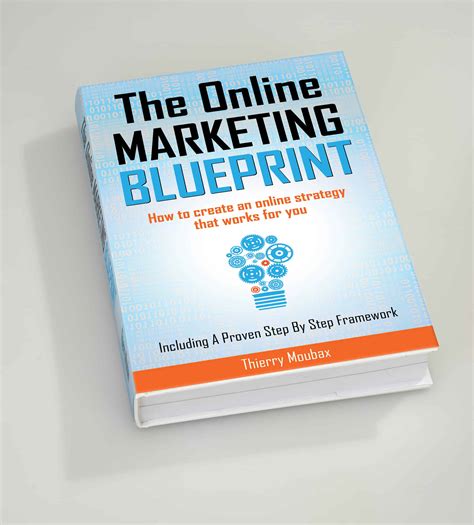 The Online
MARKETING
BLUEPRINT
How to create an online strategy
that works for you
Including A Proven Step By Step Framework
Thierry Moubax